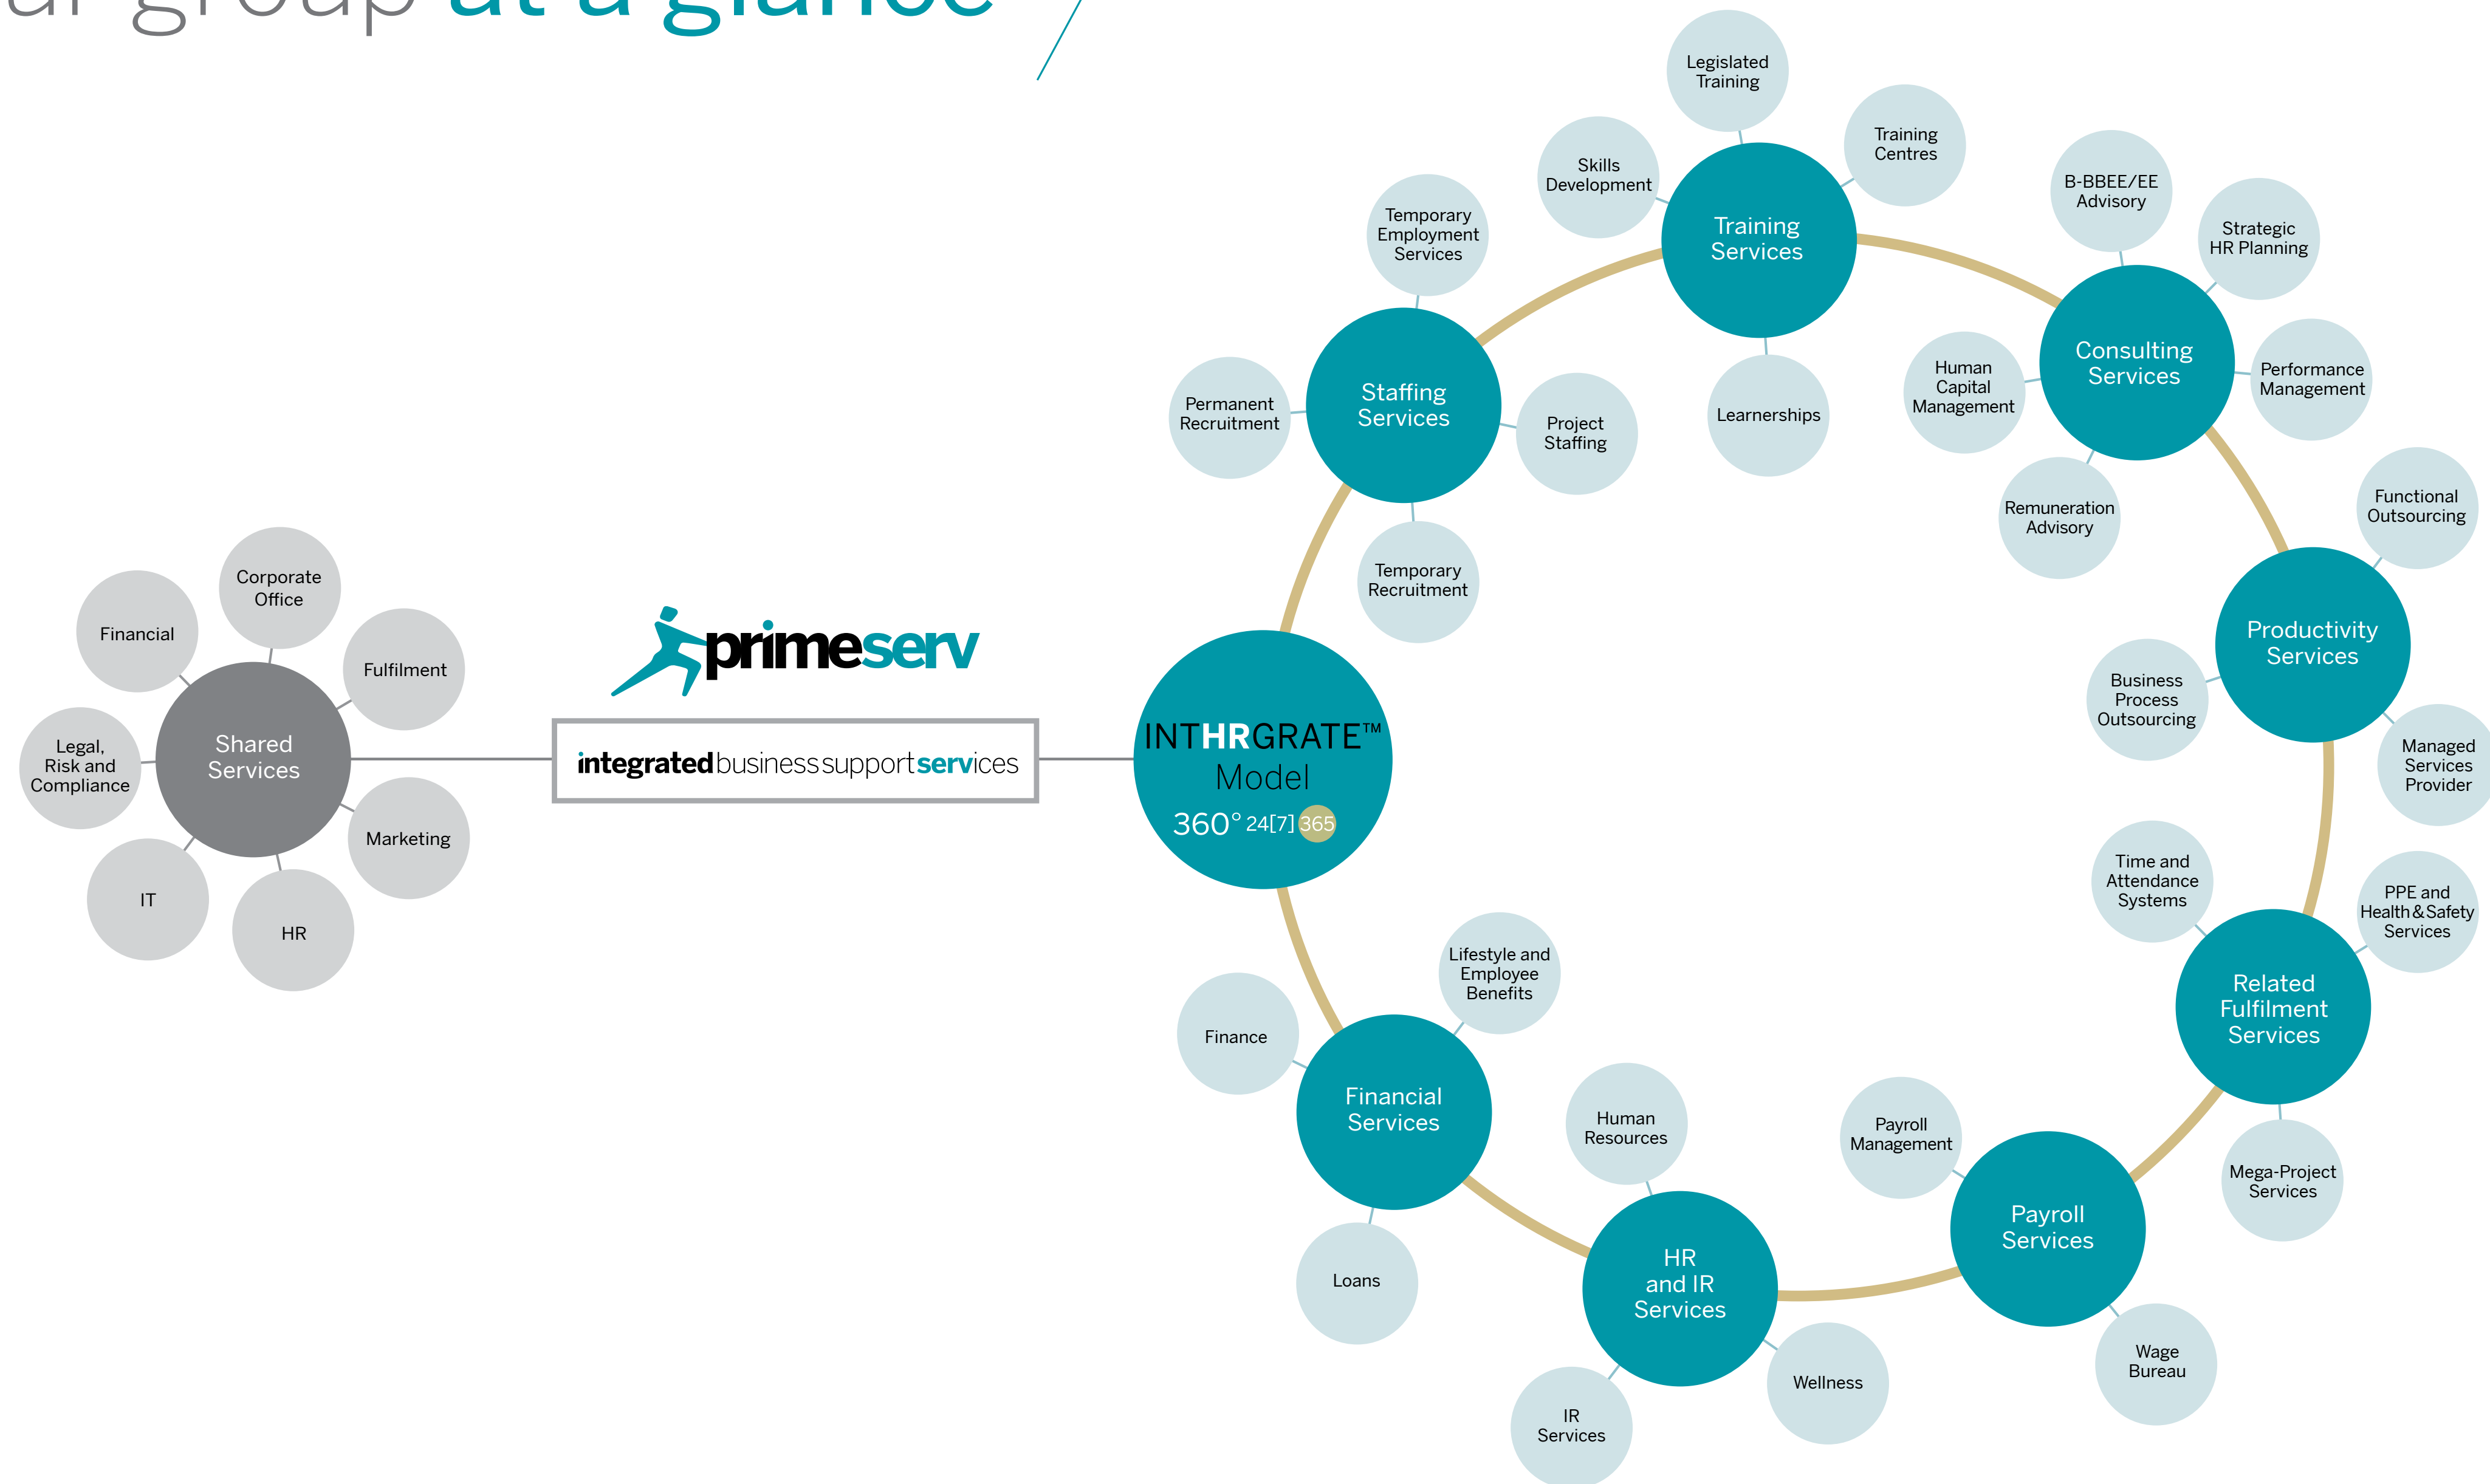 ur group at a glance
Legislated
Training
Training
Centres
Skills
Development
Training
Services
Learnerships
Temporary
Employment
Services
Permanent
Recruitment
Staffing
Services
Project
Staffing
Temporary
Recruitment
B-BBEE/EE
Advisory
Strategic
HR Planning
Human
Capital
Management
Consulting
Services
Performance
Management
Remuneration
Advisory
Functional
Outsourcing
Productivity
Services
Business
Process
Outsourcing
Managed
Services
Provider
Corporate
Office
Financial
Fulfilment
Legal,
Risk and
Compliance
Shared
Services
Marketing
IT
HR
primeserv
integrated business support services
INTHRGRATE™
Model
360° 24[7] 365
Time and
Attendance
Systems
PPE and
Health & Safety
Services
Related
Fulfilment
Services
Mega-Project
Services
Lifestyle and
Employee
Benefits
Finance
Financial
Services
Loans
Human
Resources
HR
and IR
Services
IR
Services
Wellness
Payroll
Management
Payroll
Services
Wage
Bureau